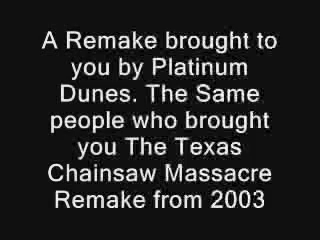 A Remake brought to
you by Platinum
Dunes. The Same
people who brought
you The Texas
Chainsaw Massacre
Remake from 2003